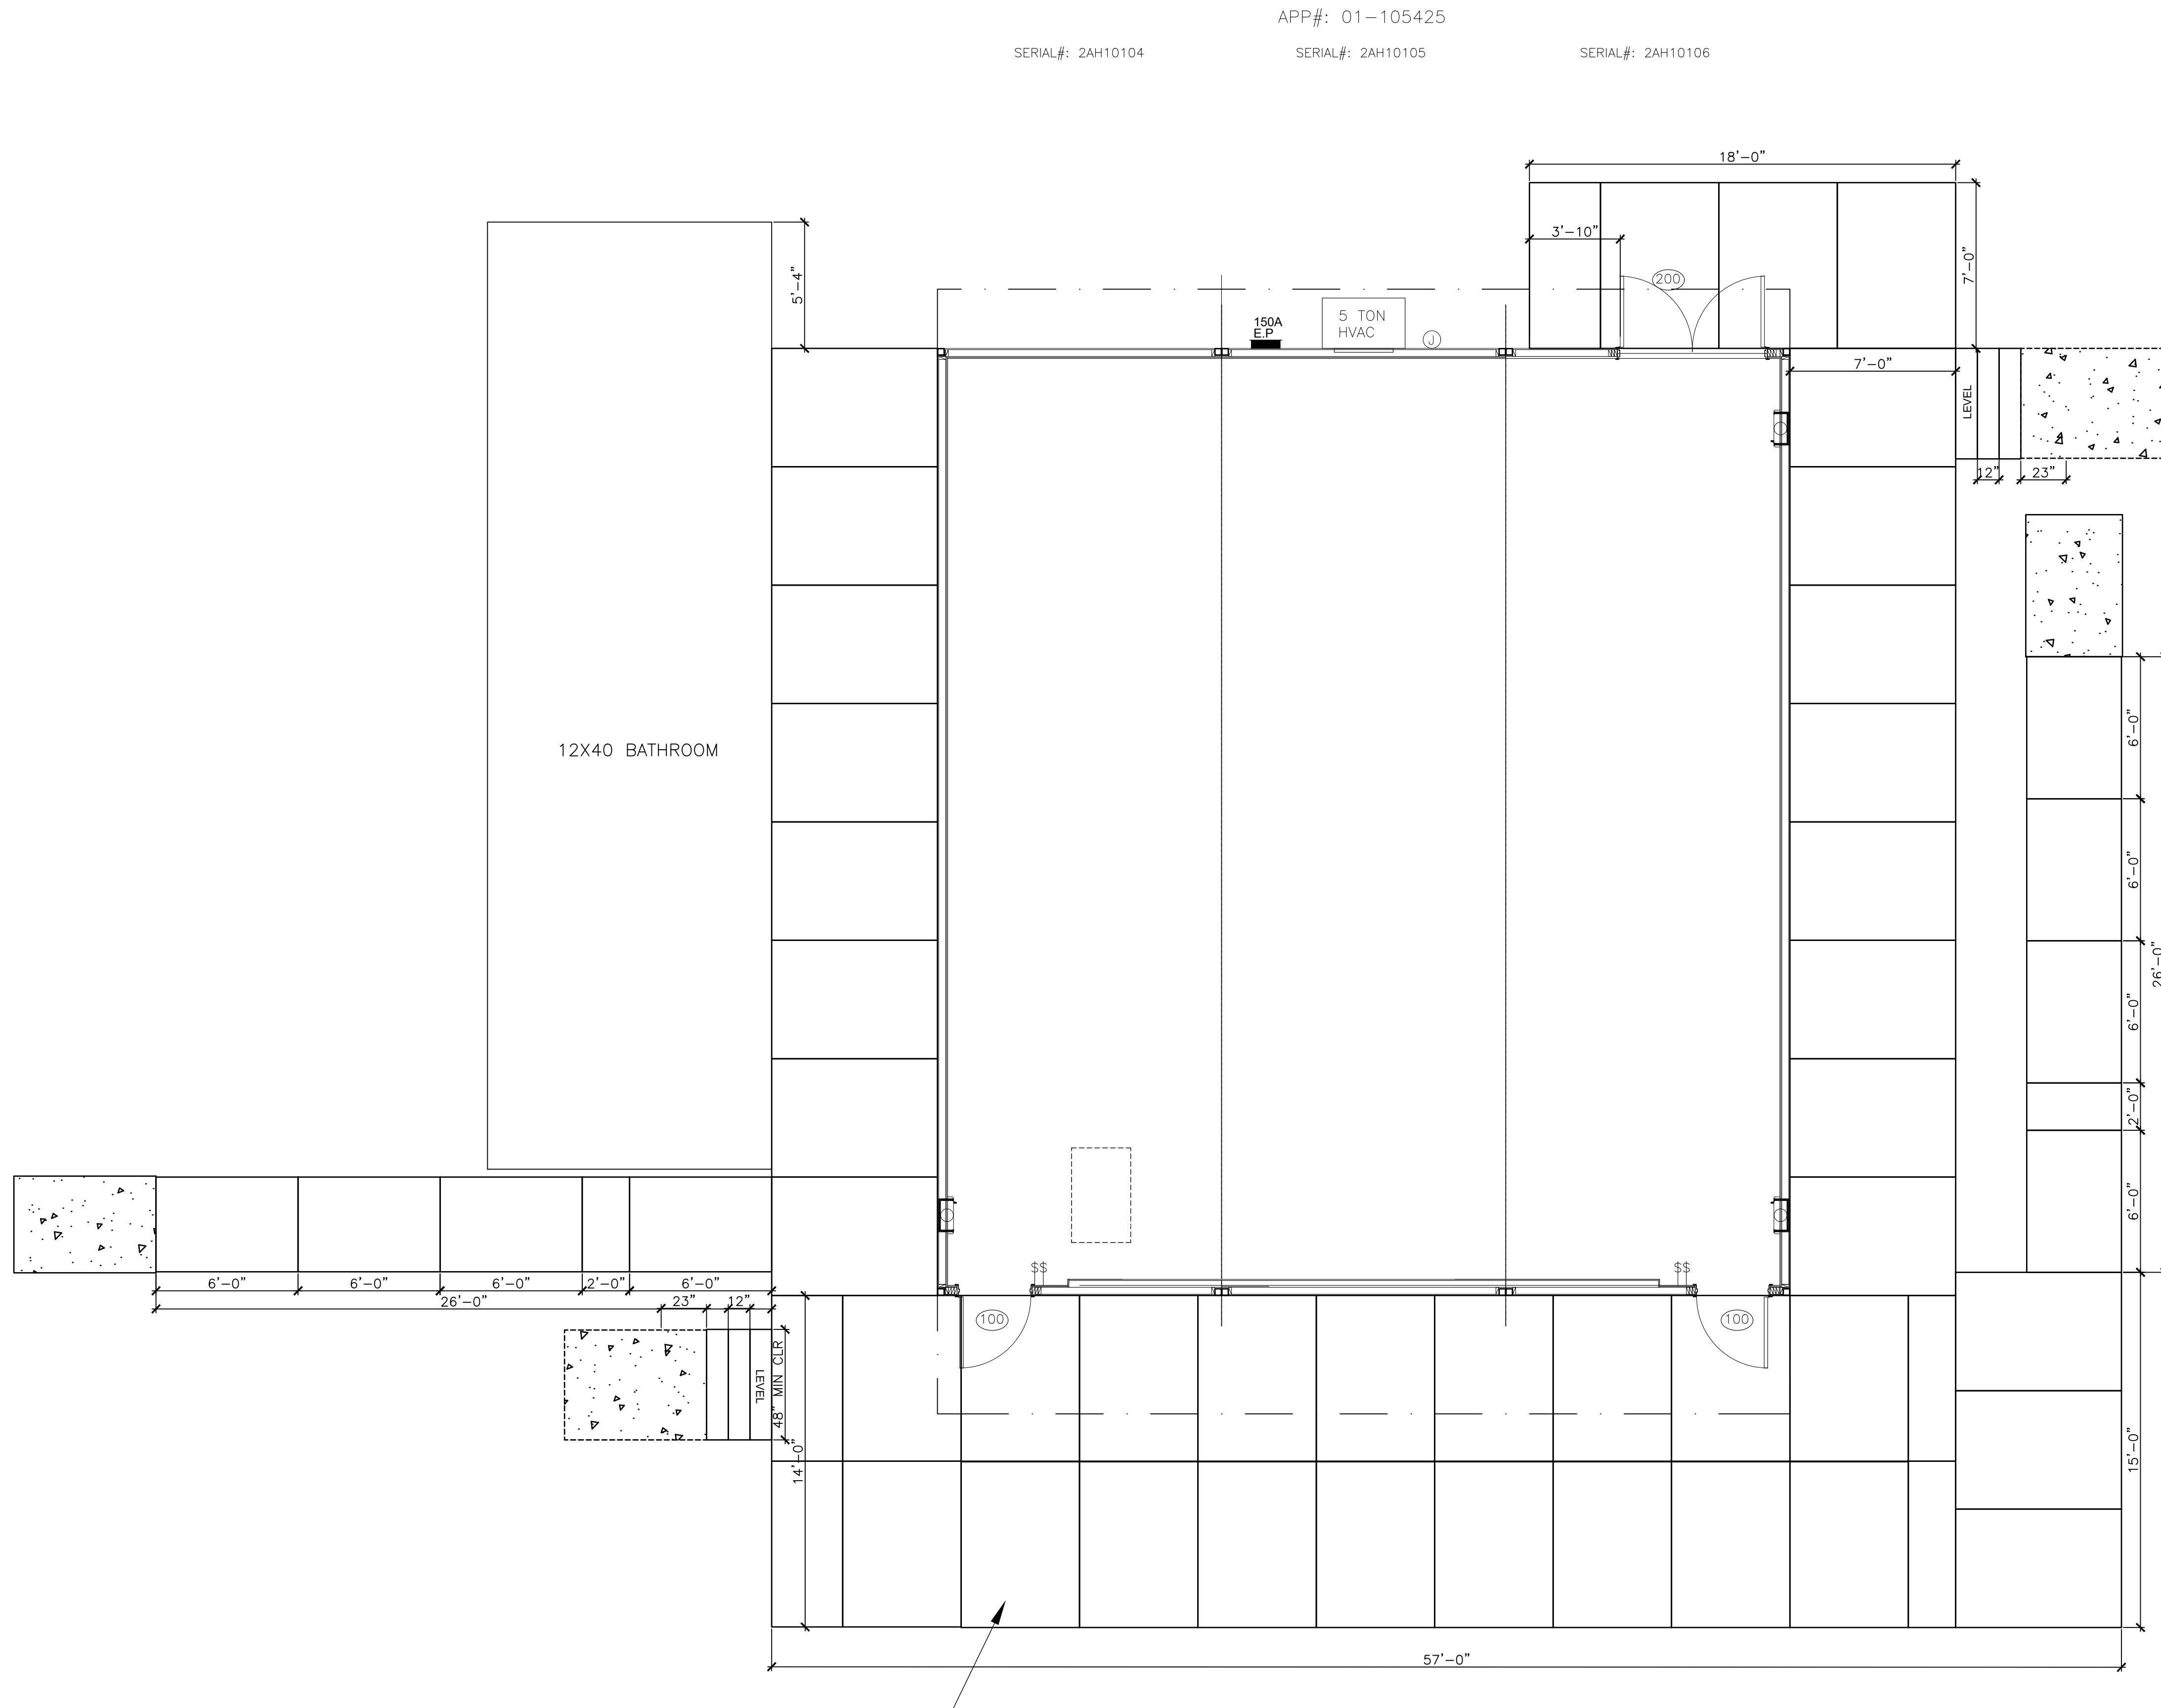 APP#: 01-105425
SERIAL#: 2AH10104
SERIAL#: 2AH10105
SERIAL#: 2AH10106
18'-0"
3'-10"
7'-0"
5'-4"
200
150A
E.P
5 TON
HVAC
J
7'-0"
LEVEL
12"
23"
12X40 BATHROOM
6'-0"
6'-0"
6'-0"
2'-0"
6'-0"
26'-0"
6'-0"
6'-0"
6'-0"
2'-0"
6'-0"
26'-0"
23"
12"
$$
$$
100
100
LEVEL
48" MIN CLR
14'-0"
15'-0"
57'-0"